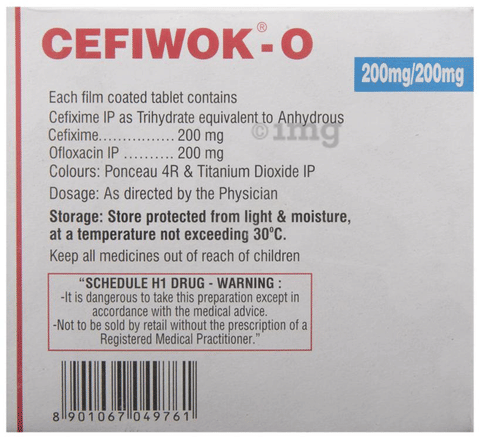 CEFIWOK®-O
200mg/200mg
Each film coated tablet contains
Cefixime IP as Trihydrate equivalent to Anhydrous
Cefixime............... 200 mg
Ofloxacin IP .......... 200 mg
Colours: Ponceau 4R & Titanium Dioxide IP
Dosage: As directed by the Physician
Storage: Store protected from light & moisture,
at a temperature not exceeding 30ºC.
Keep all medicines out of reach of children
"SCHEDULE H1 DRUG - WARNING :
-It is dangerous to take this preparation except in
accordance with the medical advice.
-Not to be sold by retail without the prescription of a
Registered Medical Practitioner."
8 901067 049761
©1mg